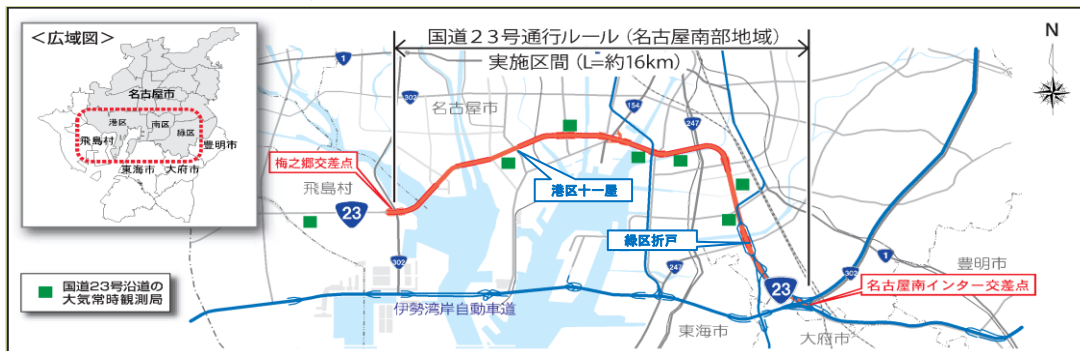 <広域図>
名古屋市
港区
南区
緑区
飛島村
豊明市
東海市
大府市
国道23号沿道の
大気常時観測局
国道23号通行ルール(名古屋南部地域)
実施区間(L=約16km)
N
1
302
名古屋市
154
247
梅之郷交差点
飛島村
23
港区十一屋
緑区折戸
302
伊勢湾岸自動車道
247
東海市
23
大府市
302
1
豊明市
名古屋南インター交差点